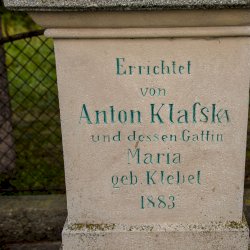 Errichtet
von
Anton Klafsky
und dessen Gattin
Maria
geb. Klebel
1883